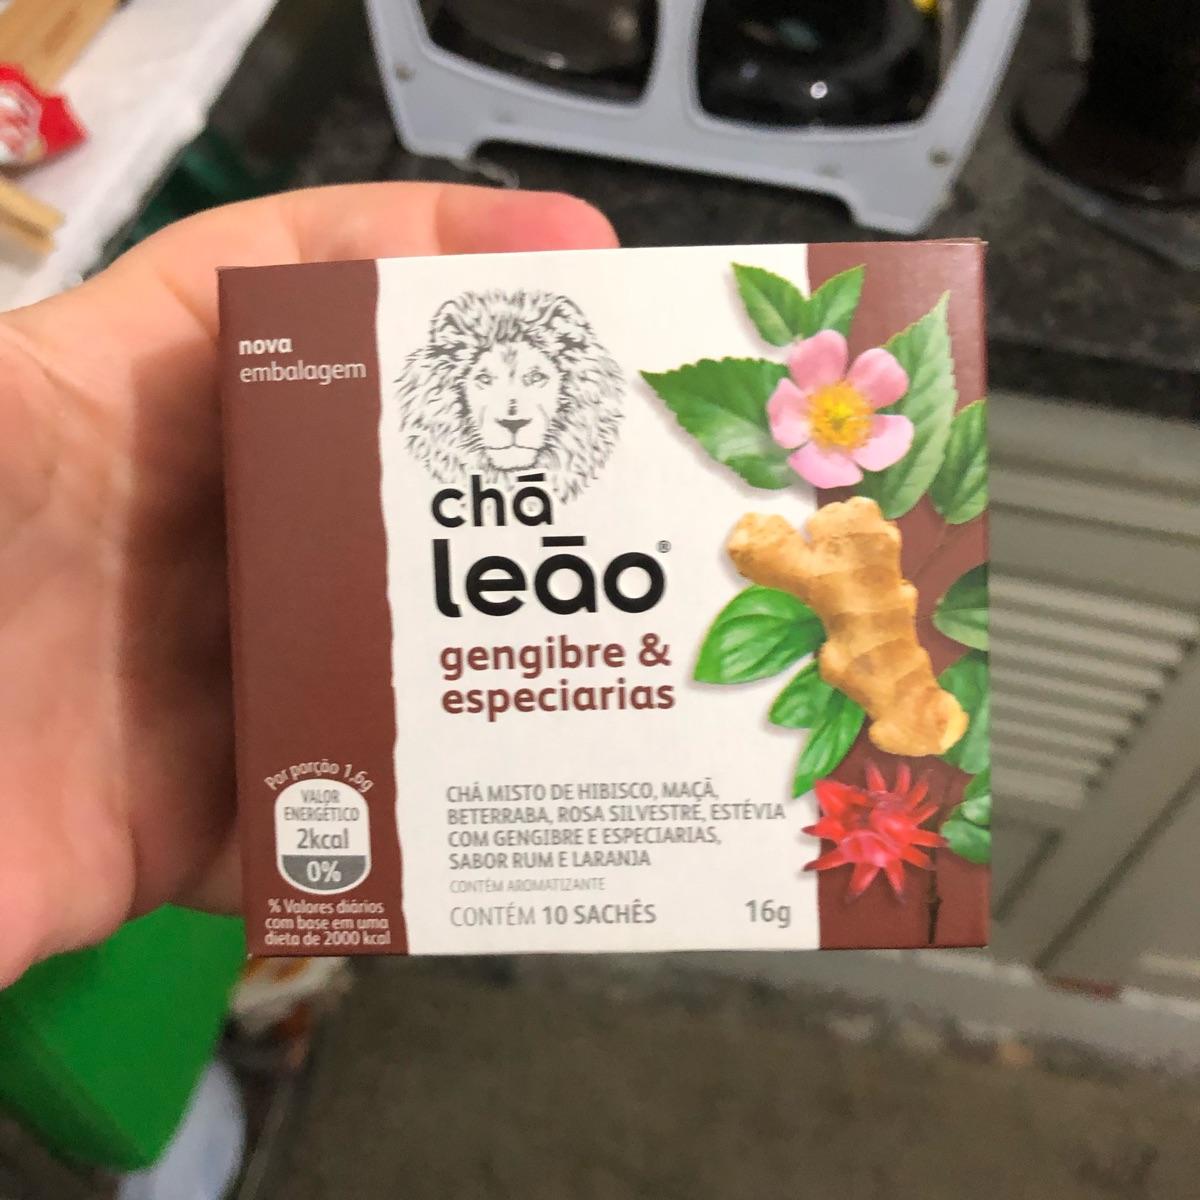 nova
embalagem
chá
leão®
gengibre &
especiarias
CHÁ MISTO DE HIBISCO, MAÇÃ,
BETERRABA, ROSA SILVESTRE, ESTÉVIA
COM GENGIBRE E ESPECIARIAS,
SABOR RUM E LARANJA
CONTÉM AROMATIZANTE
CONTÉM 10 SACHÊS 16g
Por porção 1,6g
VALOR
ENERGÉTICO
2kcal
0%
% Valores diários
com base em uma
dieta de 2000 kcal